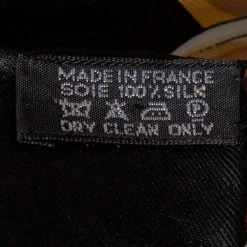 MADE IN FRANCE
SOIE 100% SILK
P
DRY CLEAN ONLY